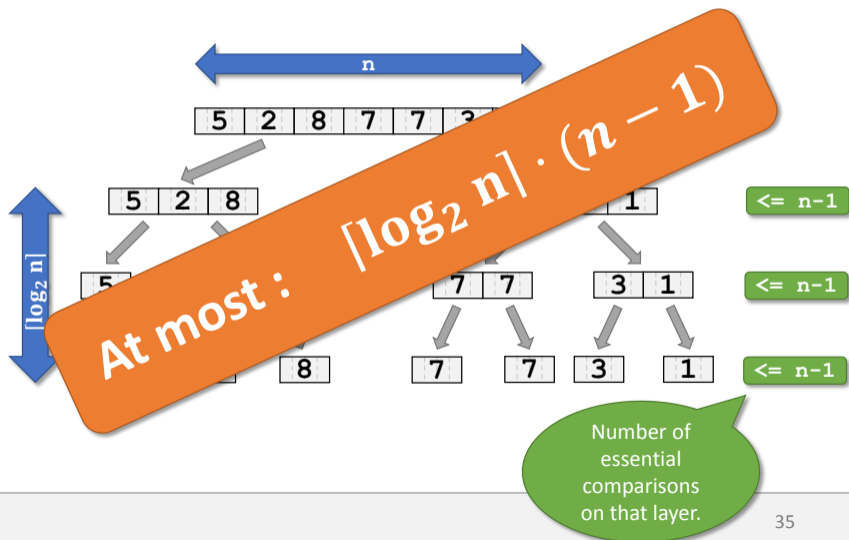 n
5 2 8 7 7 3
5 2 8
1
<= n-1
⌈log₂ n⌉
5
7 7
3 1
<= n-1
At most : ⌈log₂ n⌉ · (n − 1)
8
7
7
3
1
<= n-1
Number of
essential
comparisons
on that layer.
35